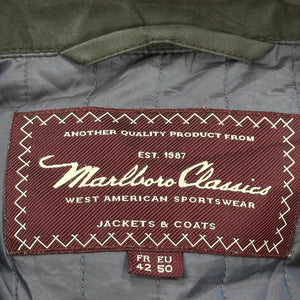 ANOTHER QUALITY PRODUCT FROM
EST. 1987
Marlboro Classics
WEST AMERICAN SPORTSWEAR
JACKETS & COATS
FR EU
42 50